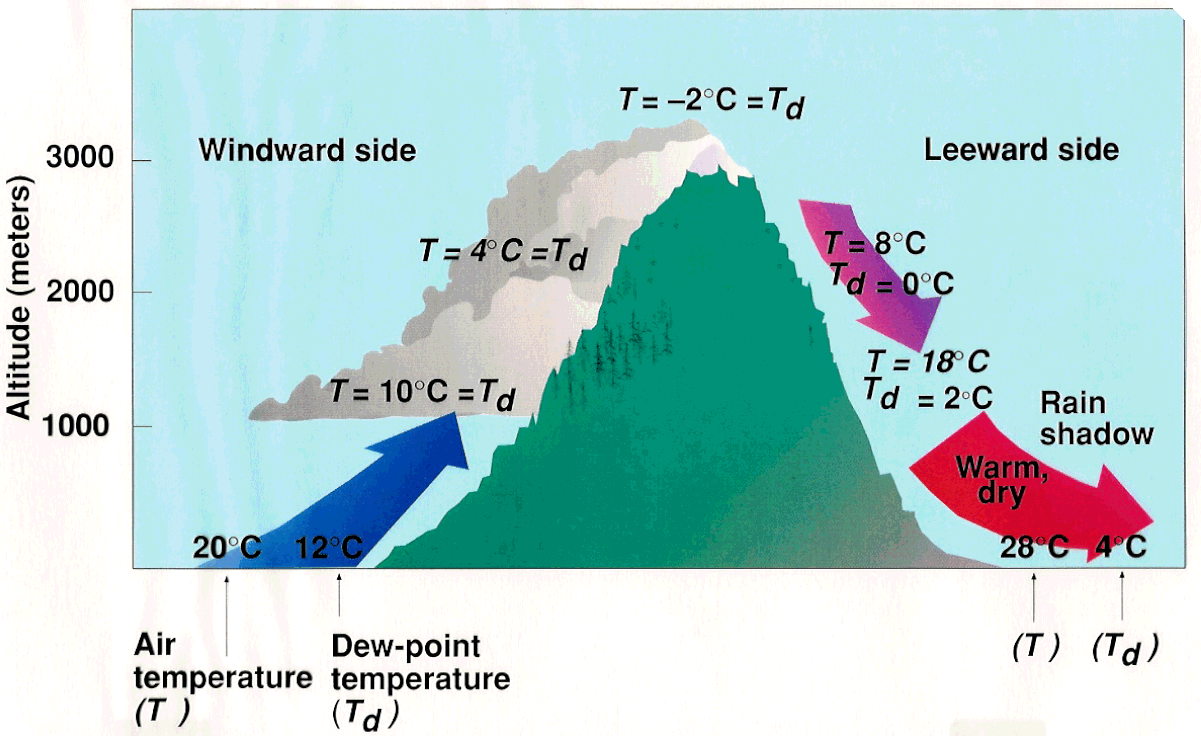 T = –2°C = Td
Windward side
Leeward side
3000
T = 8°C
Td = 0°C
T = 4°C = Td
2000
Altitude (meters)
T = 18°C
Td = 2°C
T = 10°C = Td
Rain
shadow
1000
Warm,
dry
20°C 12°C
28°C 4°C
Air
temperature
(T )
Dew-point
temperature
(Td)
(T ) (Td)